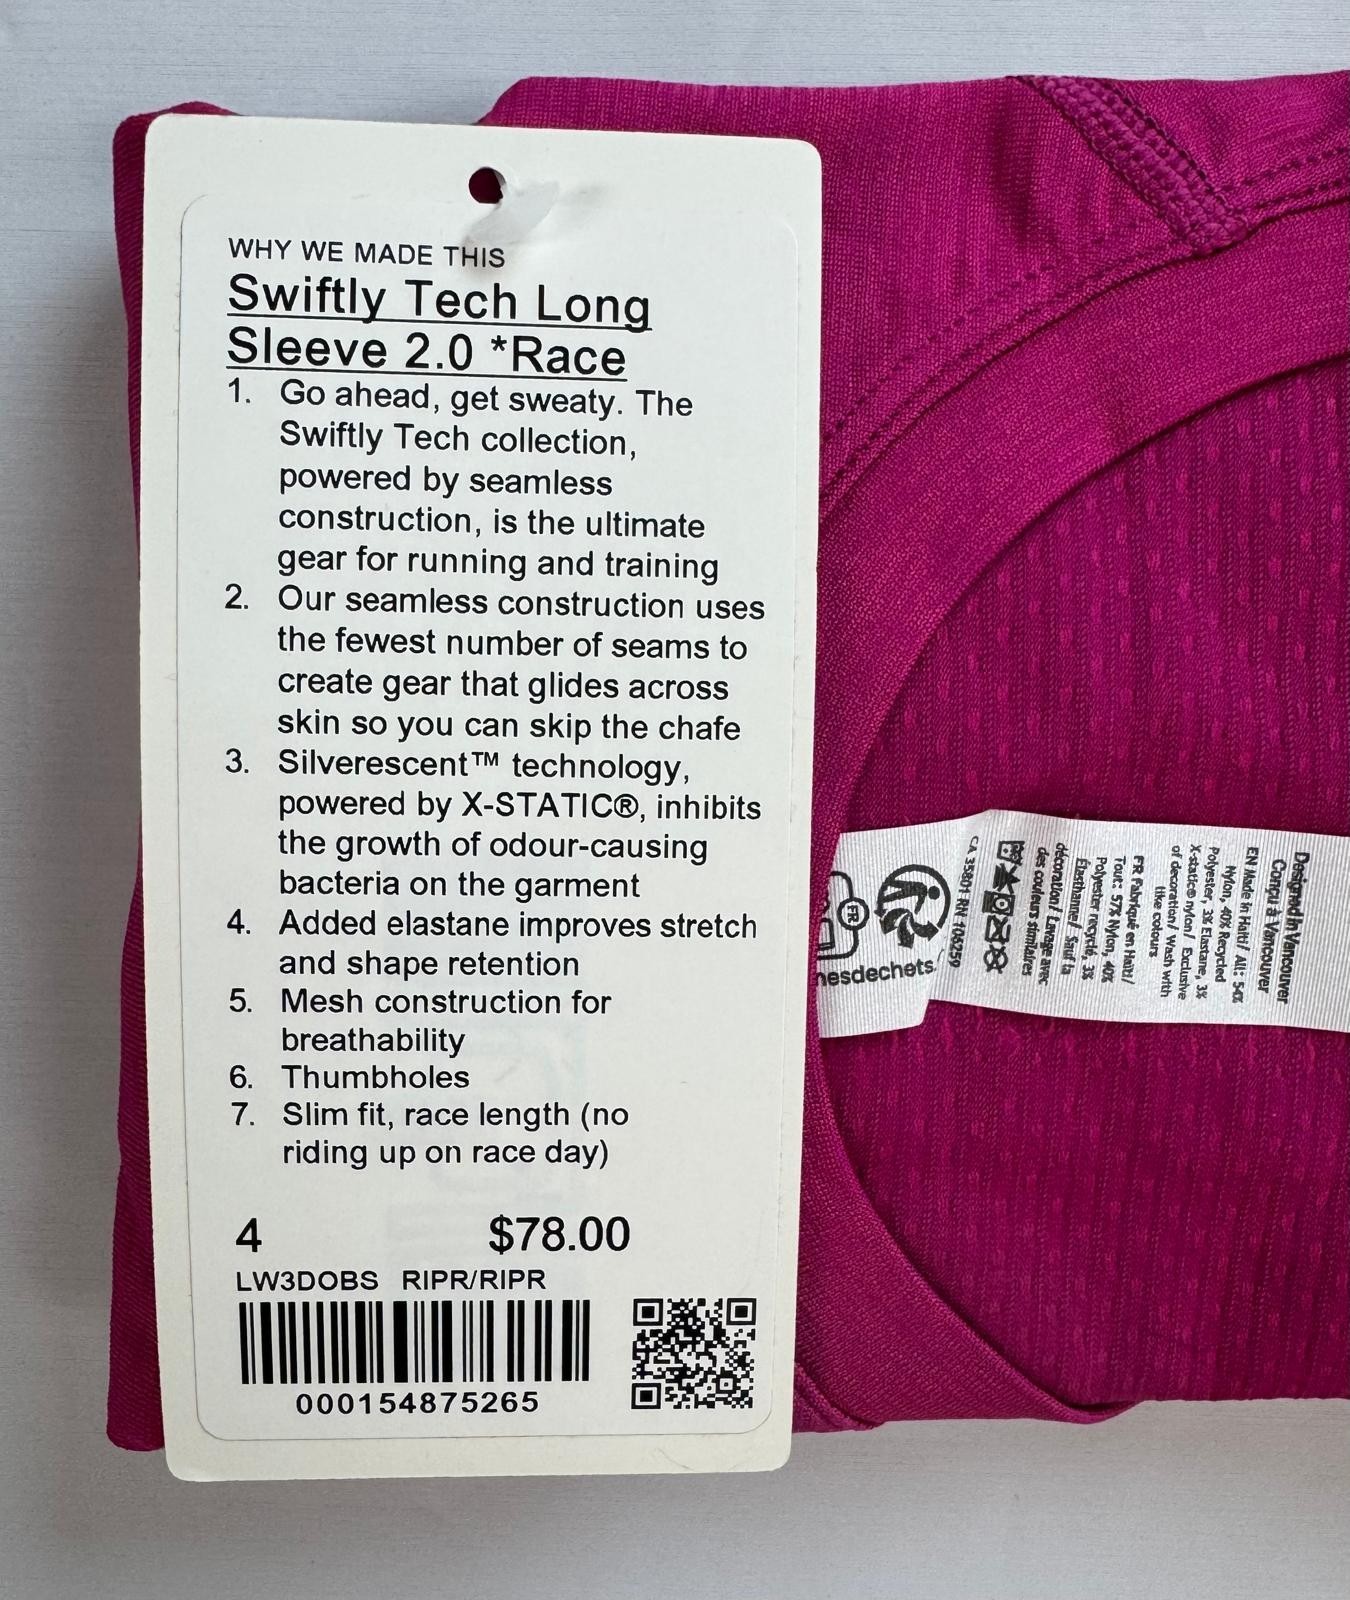 WHY WE MADE THIS
Swiftly Tech Long
Sleeve 2.0 *Race
1. Go ahead, get sweaty. The
Swiftly Tech collection,
powered by seamless
construction, is the ultimate
gear for running and training
2. Our seamless construction uses
the fewest number of seams to
create gear that glides across
skin so you can skip the chafe
3. Silverescent™ technology,
powered by X-STATIC®, inhibits
the growth of odour-causing
bacteria on the garment
4. Added elastane improves stretch
and shape retention
5. Mesh construction for
breathability
6. Thumbholes
7. Slim fit, race length (no
riding up on race day)
4 $78.00
LW3DOBS RIPR/RIPR
000154875265
Designed in Vancouver
Conçu à Vancouver
EN Made in Haiti/ All:
Nylon, 40% Recycled
Polyester, 3% Elastane, 3%
X-static® nylon/ Exclusive
of decoration/ Wash with
like colours
FR Fabriqué en Haïti/
Tout: Nylon, 40%
Polyester recyclé, 3%
Élasthanne/ Sauf la
décoration/ Lavage avec
des couleurs similaires
CA 35801 RN 106259
FR
nesdechets.